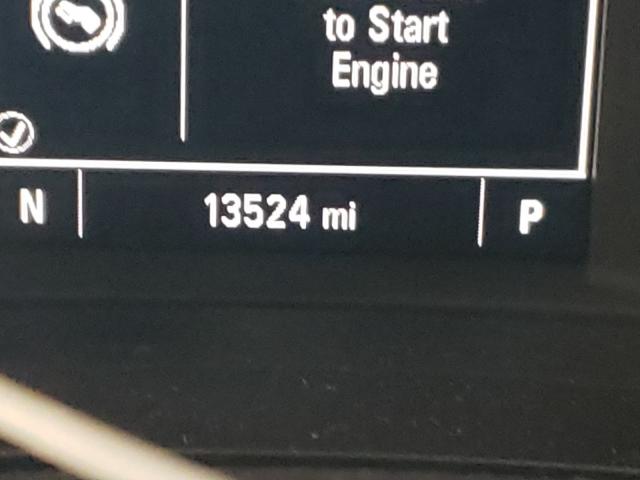 to Start
Engine
N 13524 mi P